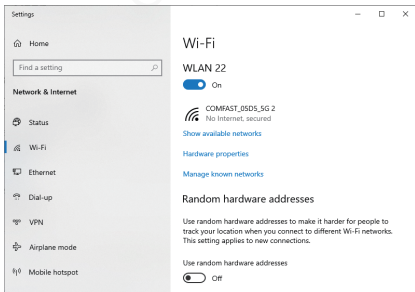 Settings
Home
Find a setting
Network & Internet
Status
Wi-Fi
Ethernet
Dial-up
VPN
Airplane mode
Mobile hotspot
Wi-Fi
WLAN 22
On
COMFAST_05D5_5G 2
No Internet, secured
Show available networks
Hardware properties
Manage known networks
Random hardware addresses
Use random hardware addresses to make it harder for people to
track your location when you connect to different Wi-Fi networks.
This setting applies to new connections.
Use random hardware addresses
Off